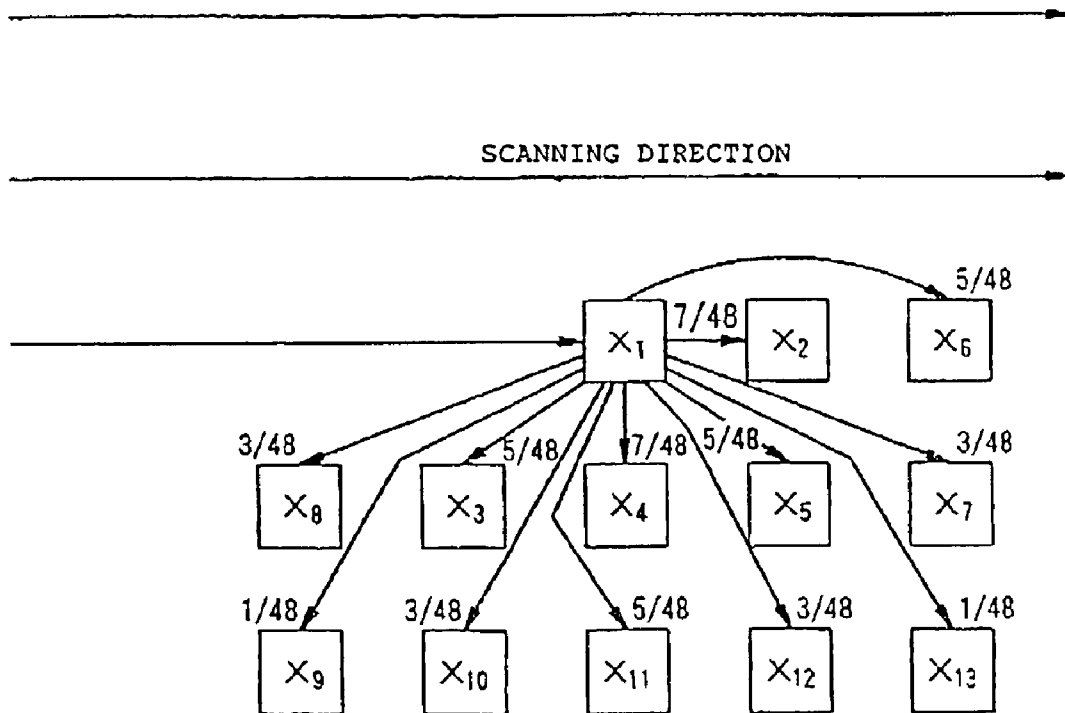 SCANNING DIRECTION
5/48
7/48
X1 X2 X6
3/48 5/48 7/48 5/48 3/48
X8 X3 X4 X5 X7
1/48 3/48 5/48 3/48 1/48
X9 X10 X11 X12 X13